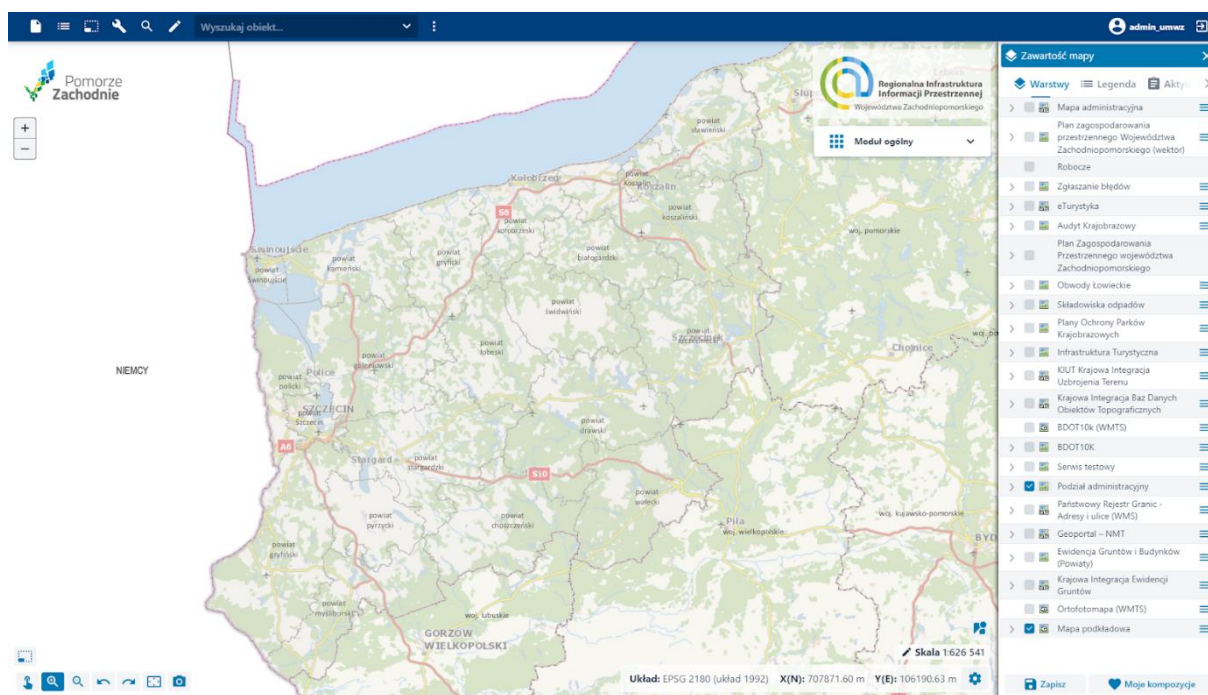 Wyszukaj obiekt...
admin_umwz
Pomorze
Zachodnie
+
−
Regionalna Infrastruktura
Informacji Przestrzennej
Województwa Zachodniopomorskiego
Moduł ogólny
Zawartość mapy
Warstwy
Legenda
Mapa administracyjna
Plan zagospodarowania
przestrzennego Województwa
Zachodniopomorskiego (wektor)
Robocze
Zgłaszanie błędów
eTurystyka
Audyt Krajobrazowy
Plan Zagospodarowania
Przestrzennego województwa
Zachodniopomorskiego
Obwody Łowieckie
Składowiska odpadów
Plany Ochrony Parków
Krajobrazowych
Infrastruktura Turystyczna
KIUT Krajowa Integracja
Uzbrojenia Terenu
Krajowa Integracja Baz Danych
Obiektów Topograficznych
BDOT10k (WMTS)
BDOT10K
Serwis testowy
Podział administracyjny
Państwowy Rejestr Granic -
Adresy i ulice (WMS)
Geoportal – NMT
Ewidencja Gruntów i Budynków
(Powiaty)
Krajowa Integracja Ewidencji
Gruntów
Ortofotomapa (WMTS)
Mapa podkładowa
Zapisz
Moje kompozycje
powiat
sławieński
Kołobrzeg
powiat
Koszalin
S6
powiat
kołobrzeski
powiat
koszaliński
woj. pomorskie
Świnoujście
powiat
Świnoujście
powiat
kamieński
powiat
gryficki
powiat
białogardzki
powiat
świdwiński
powiat
łobeski
powiat
Chojnice
NIEMCY
powiat
goleniowski
powiat
policki
Police
SZCZECIN
powiat
Szczecin
A6
powiat
drawski
Stargard
powiat
stargardzki
S10
powiat
wałecki
powiat
pyrzycki
powiat
choszczeński
Piła
woj. wielkopolskie
woj. kujawsko-pomorskie
powiat
gryfiński
powiat
myśliborski
woj. lubuskie
GORZÓW
WIELKOPOLSKI
Skala 1:626 541
Układ: EPSG 2180 (układ 1992) X(N): 707871.60 m Y(E): 106190.63 m